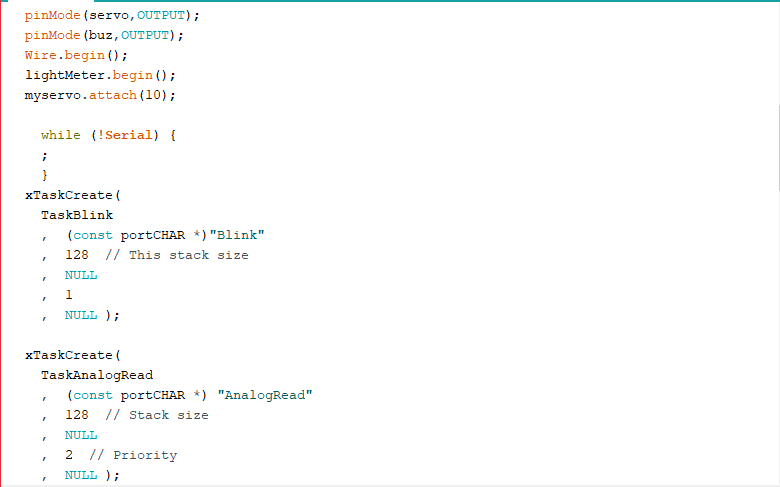 pinMode(servo,OUTPUT);
pinMode(buz,OUTPUT);
Wire.begin();
lightMeter.begin();
myservo.attach(10);
while (!Serial) {
;
}
xTaskCreate(
TaskBlink
, (const portCHAR *)"Blink"
, 128 // This stack size
, NULL
, 1
, NULL );
xTaskCreate(
TaskAnalogRead
, (const portCHAR *) "AnalogRead"
, 128 // Stack size
, NULL
, 2 // Priority
, NULL );